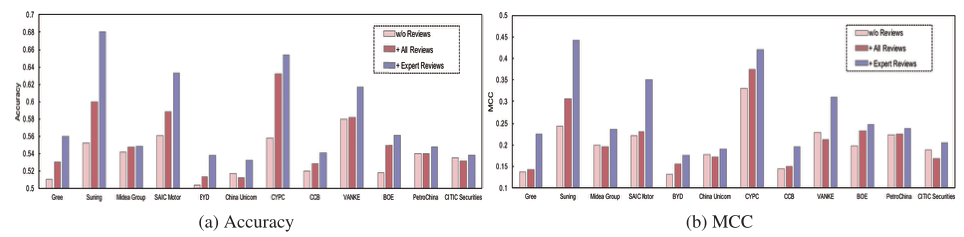 0.7
0.68
0.66
0.64
0.62
0.6
0.58
0.56
0.54
0.52
0.5
Accuracy
w/o Reviews
+ All Reviews
+ Expert Reviews
Gree Suning Midea Group SAIC Motor EYD China Unicom CYPC CCB VANKE BOE PetroChina CITIC Securities
(a) Accuracy
0.5
0.45
0.4
0.35
0.3
0.25
0.2
0.15
0.1
MCC
w/o Reviews
+ All Reviews
+ Expert Reviews
Gree Suning Midea Group SAIC Motor BYD China Unicom CYPC CCB VANKE BOE PetroChina CITIC Securities
(b) MCC